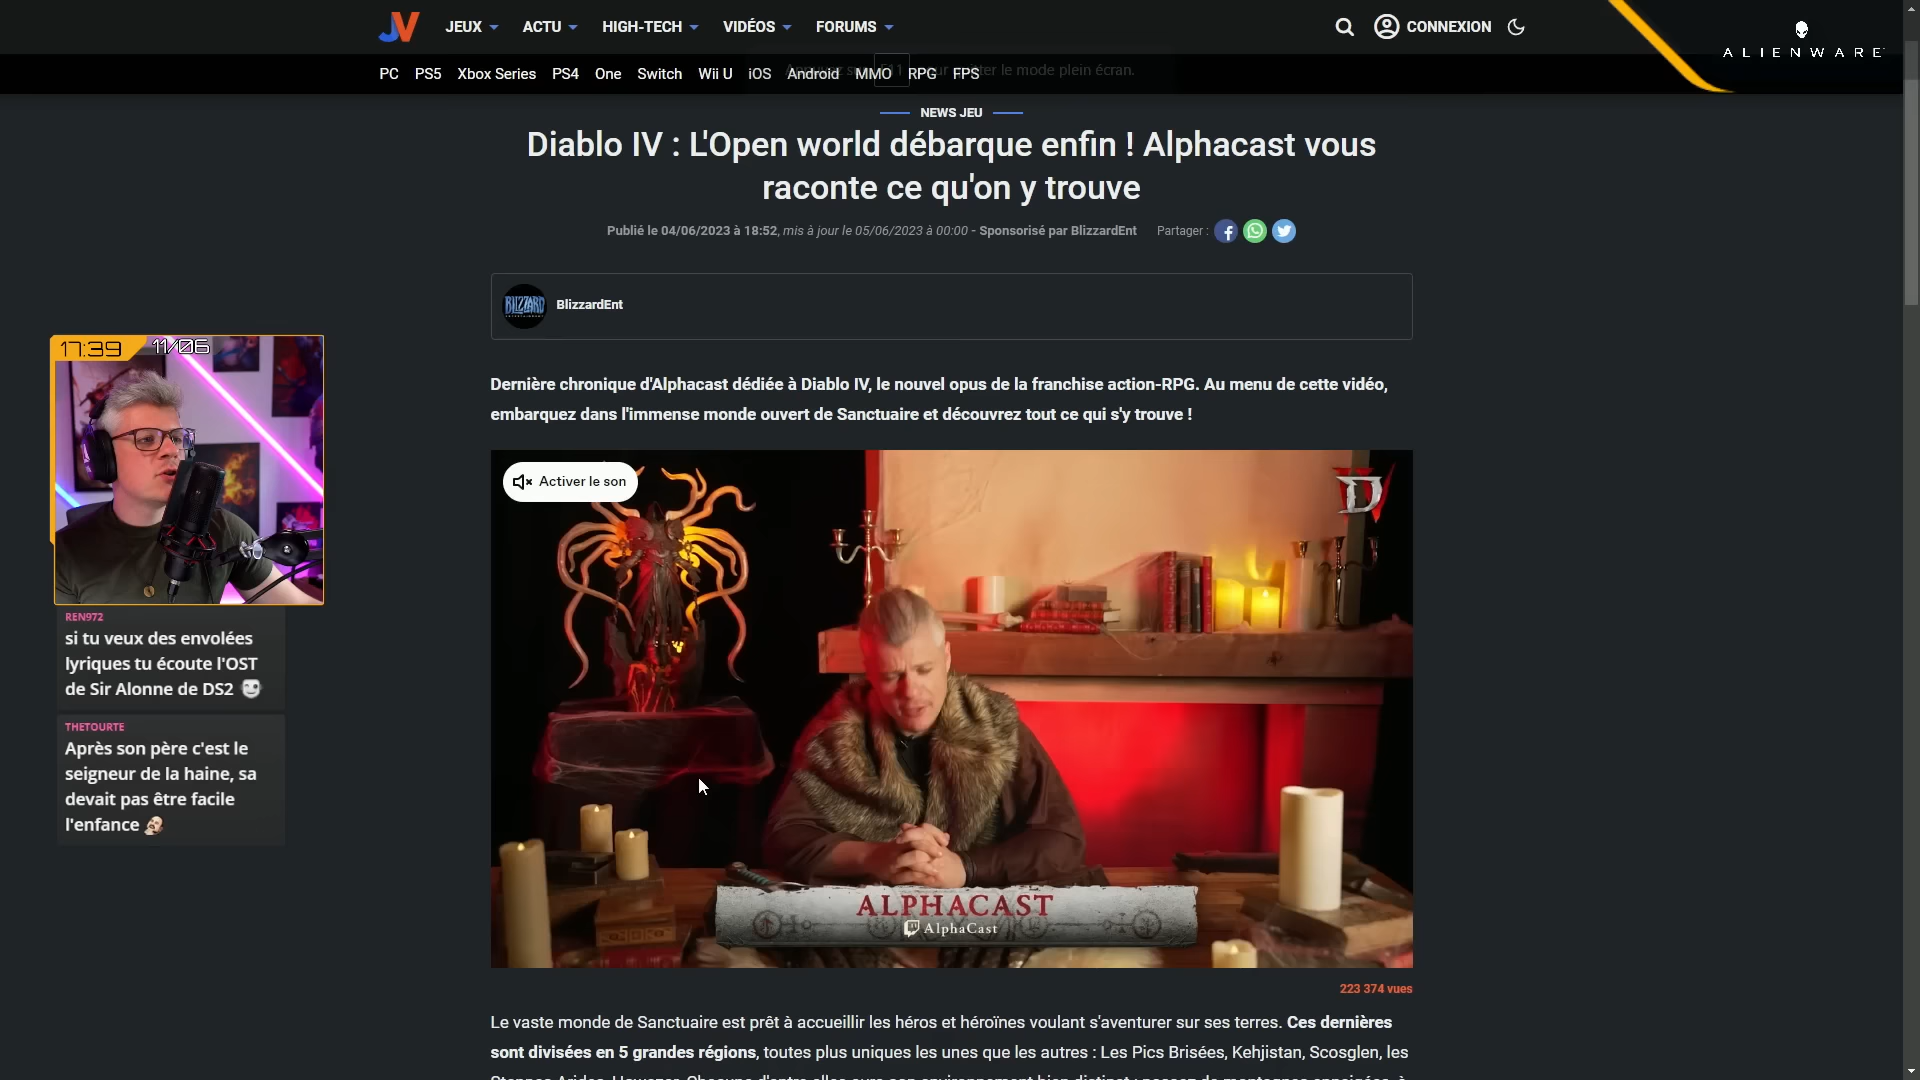 JV JEUX ACTU HIGH-TECH VIDÉOS FORUMS CONNEXION
ALIENWARE
PC PS5 Xbox Series PS4 One Switch Wii U iOS Android MMO RPG FPS
ter le mode plein écran.
NEWS JEU
Diablo IV : L'Open world débarque enfin ! Alphacast vous
raconte ce qu'on y trouve
Publié le 04/06/2023 à 18:52, mis à jour le 05/06/2023 à 00:00 - Sponsorisé par BlizzardEnt Partager :
BLIZZARD
BlizzardEnt
17:39 11/06
Dernière chronique d'Alphacast dédiée à Diablo IV, le nouvel opus de la franchise action-RPG. Au menu de cette vidéo,
embarquez dans l'immense monde ouvert de Sanctuaire et découvrez tout ce qui s'y trouve !
Activer le son
REN972
si tu veux des envolées
lyriques tu écoute l'OST
de Sir Alonne de DS2
THETOURTE
Après son père c'est le
seigneur de la haine, sa
devait pas être facile
l'enfance
ALPHACAST
AlphaCast
223 374 vues
Le vaste monde de Sanctuaire est prêt à accueillir les héros et héroïnes voulant s'aventurer sur ses terres. Ces dernières
sont divisées en 5 grandes régions, toutes plus uniques les unes que les autres : Les Pics Brisées, Kehjistan, Scosglen, les